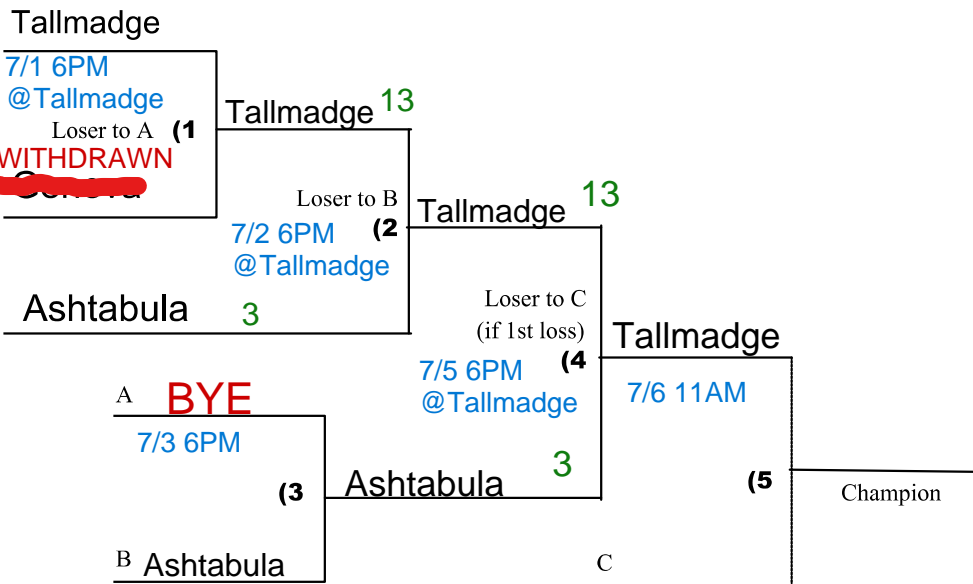 Tallmadge
7/1 6PM
@Tallmadge
Loser to A (1
WITHDRAWN
Tallmadge 13
Loser to B (2
7/2 6PM
@Tallmadge
Ashtabula 3
Tallmadge 13
Loser to C
(if 1st loss)
(4
7/5 6PM
@Tallmadge
A BYE
7/3 6PM
(3
Ashtabula 3
B Ashtabula
Tallmadge
7/6 11AM
(5
Champion
C